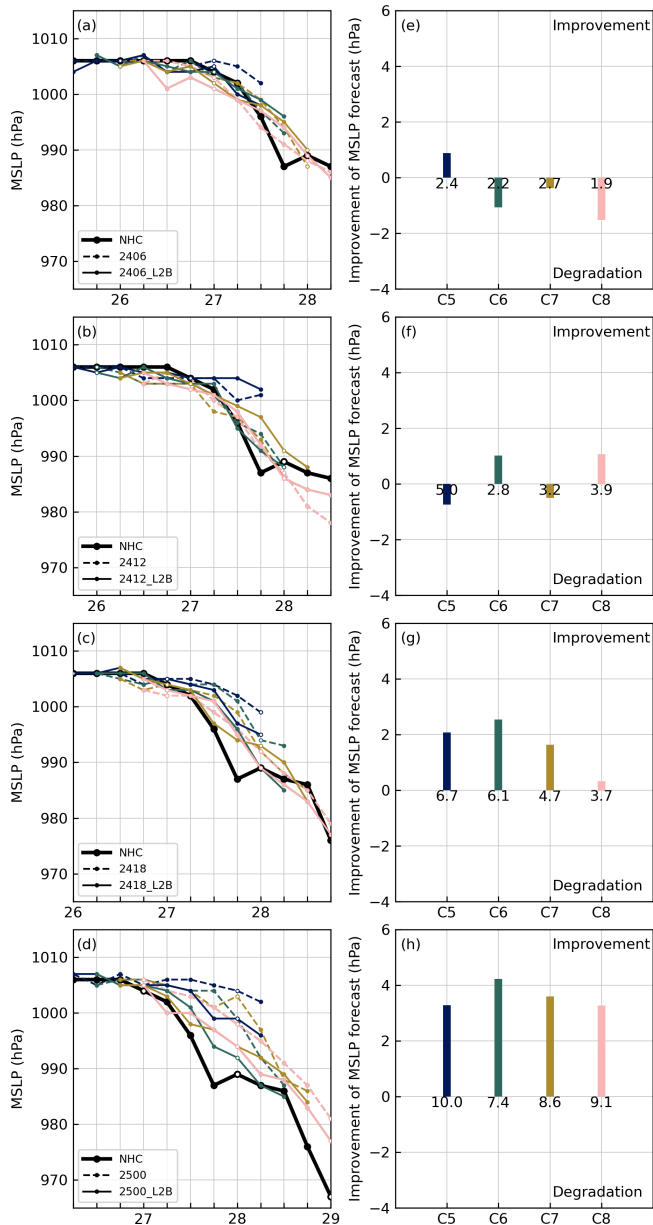 (a)
MSLP (hPa)
1010
1000
990
980
970
NHC
2406
2406_L2B
26
27
28
(e)
Improvement
Improvement of MSLP forecast (hPa)
6
4
2
0
−2
−4
2.4
2.2
2.7
1.9
Degradation
C5
C6
C7
C8
(b)
MSLP (hPa)
1010
1000
990
980
970
NHC
2412
2412_L2B
26
27
28
(f)
Improvement
Improvement of MSLP forecast (hPa)
6
4
2
0
−2
−4
5.0
2.8
3.2
3.9
Degradation
C5
C6
C7
C8
(c)
MSLP (hPa)
1010
1000
990
980
970
NHC
2418
2418_L2B
26
27
28
(g)
Improvement
Improvement of MSLP forecast (hPa)
6
4
2
0
−2
−4
6.7
6.1
4.7
3.7
Degradation
C5
C6
C7
C8
(d)
MSLP (hPa)
1010
1000
990
980
970
NHC
2500
2500_L2B
27
28
29
(h)
Improvement
Improvement of MSLP forecast (hPa)
6
4
2
0
−2
−4
10.0
7.4
8.6
9.1
Degradation
C5
C6
C7
C8